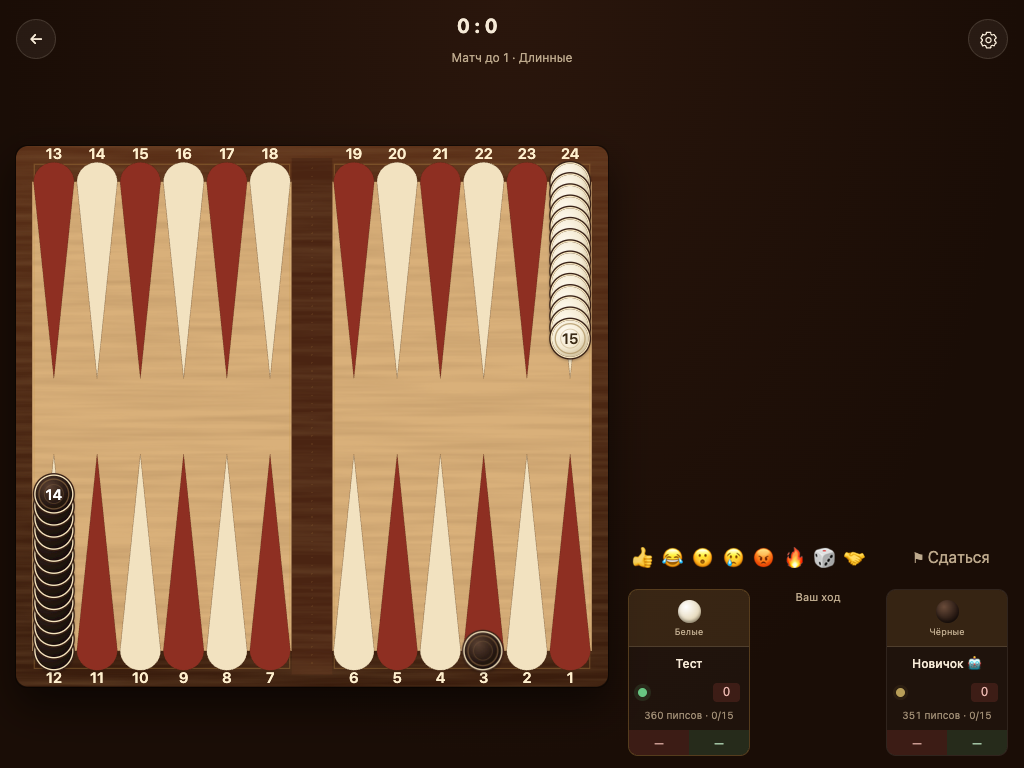 0 : 0
Матч до 1 · Длинные
13 14 15 16 17 18 19 20 21 22 23 24
15
14
12 11 10 9 8 7 6 5 4 3 2 1
⚑ Сдаться
Ваш ход
Белые
Тест
0
360 пипсов · 0/15
– –
Чёрные
Новичок 🤖
0
351 пипсов · 0/15
– –